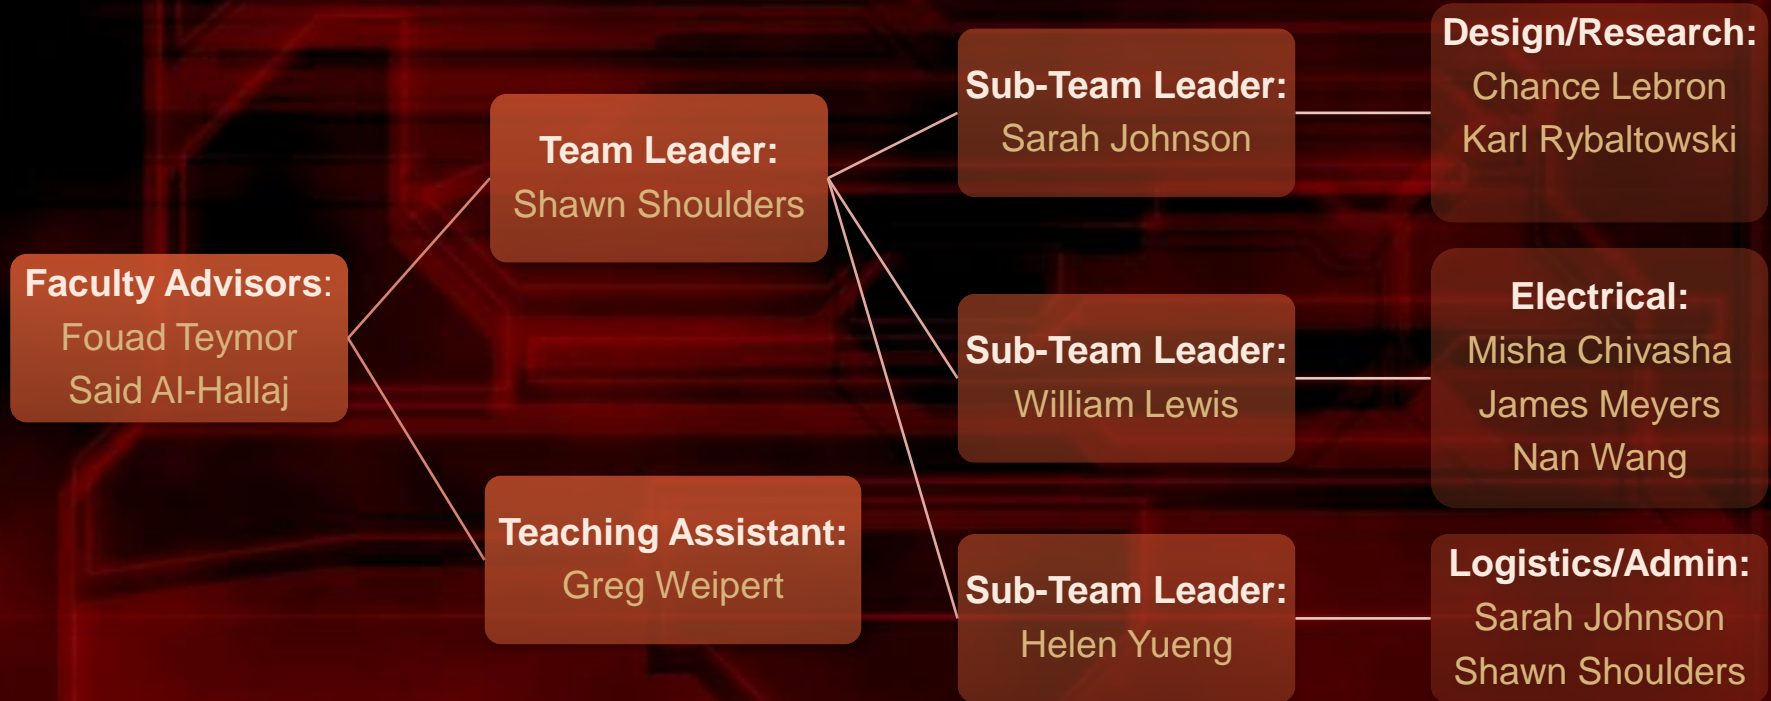 Faculty Advisors:
Fouad Teymor
Said Al-Hallaj
Team Leader:
Shawn Shoulders
Teaching Assistant:
Greg Weipert
Sub-Team Leader:
Sarah Johnson
Sub-Team Leader:
William Lewis
Sub-Team Leader:
Helen Yueng
Design/Research:
Chance Lebron
Karl Rybaltowski
Electrical:
Misha Chivasha
James Meyers
Nan Wang
Logistics/Admin:
Sarah Johnson
Shawn Shoulders